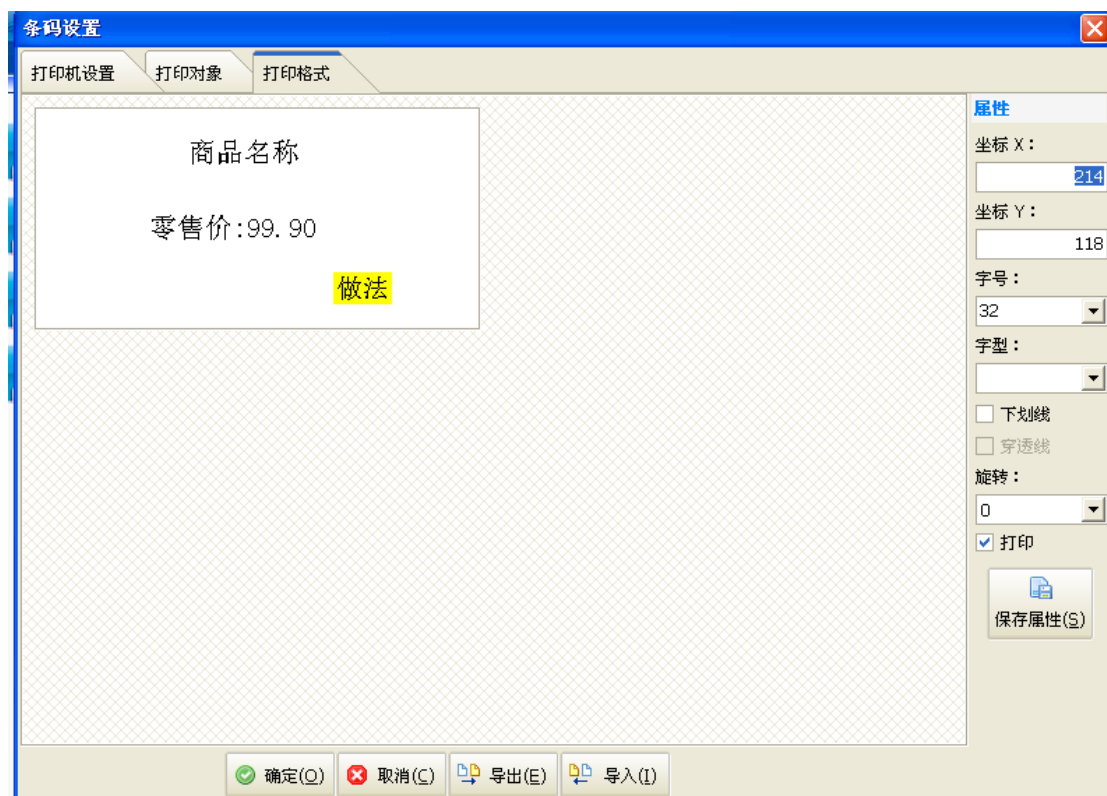 条码设置
打印机设置 打印对象 打印格式
商品名称
零售价:99.90
做法
属性
坐标 X：
214
坐标 Y：
118
字号：
32
字型：
下划线
穿透线
旋转：
0
打印
保存属性(S)
确定(O) 取消(C) 导出(E) 导入(I)